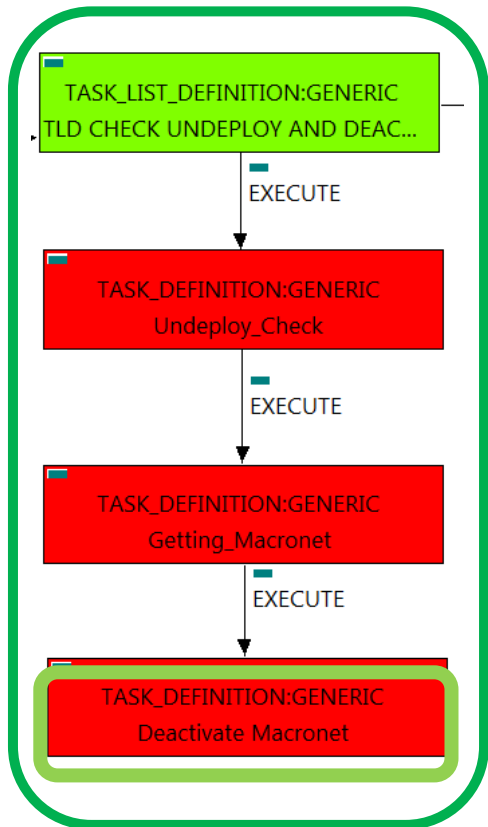 TASK_LIST_DEFINITION:GENERIC
TLD CHECK UNDEPLOY AND DEAC...
EXECUTE
TASK_DEFINITION:GENERIC
Undeploy_Check
EXECUTE
TASK_DEFINITION:GENERIC
Getting_Macronet
EXECUTE
TASK_DEFINITION:GENERIC
Deactivate Macronet